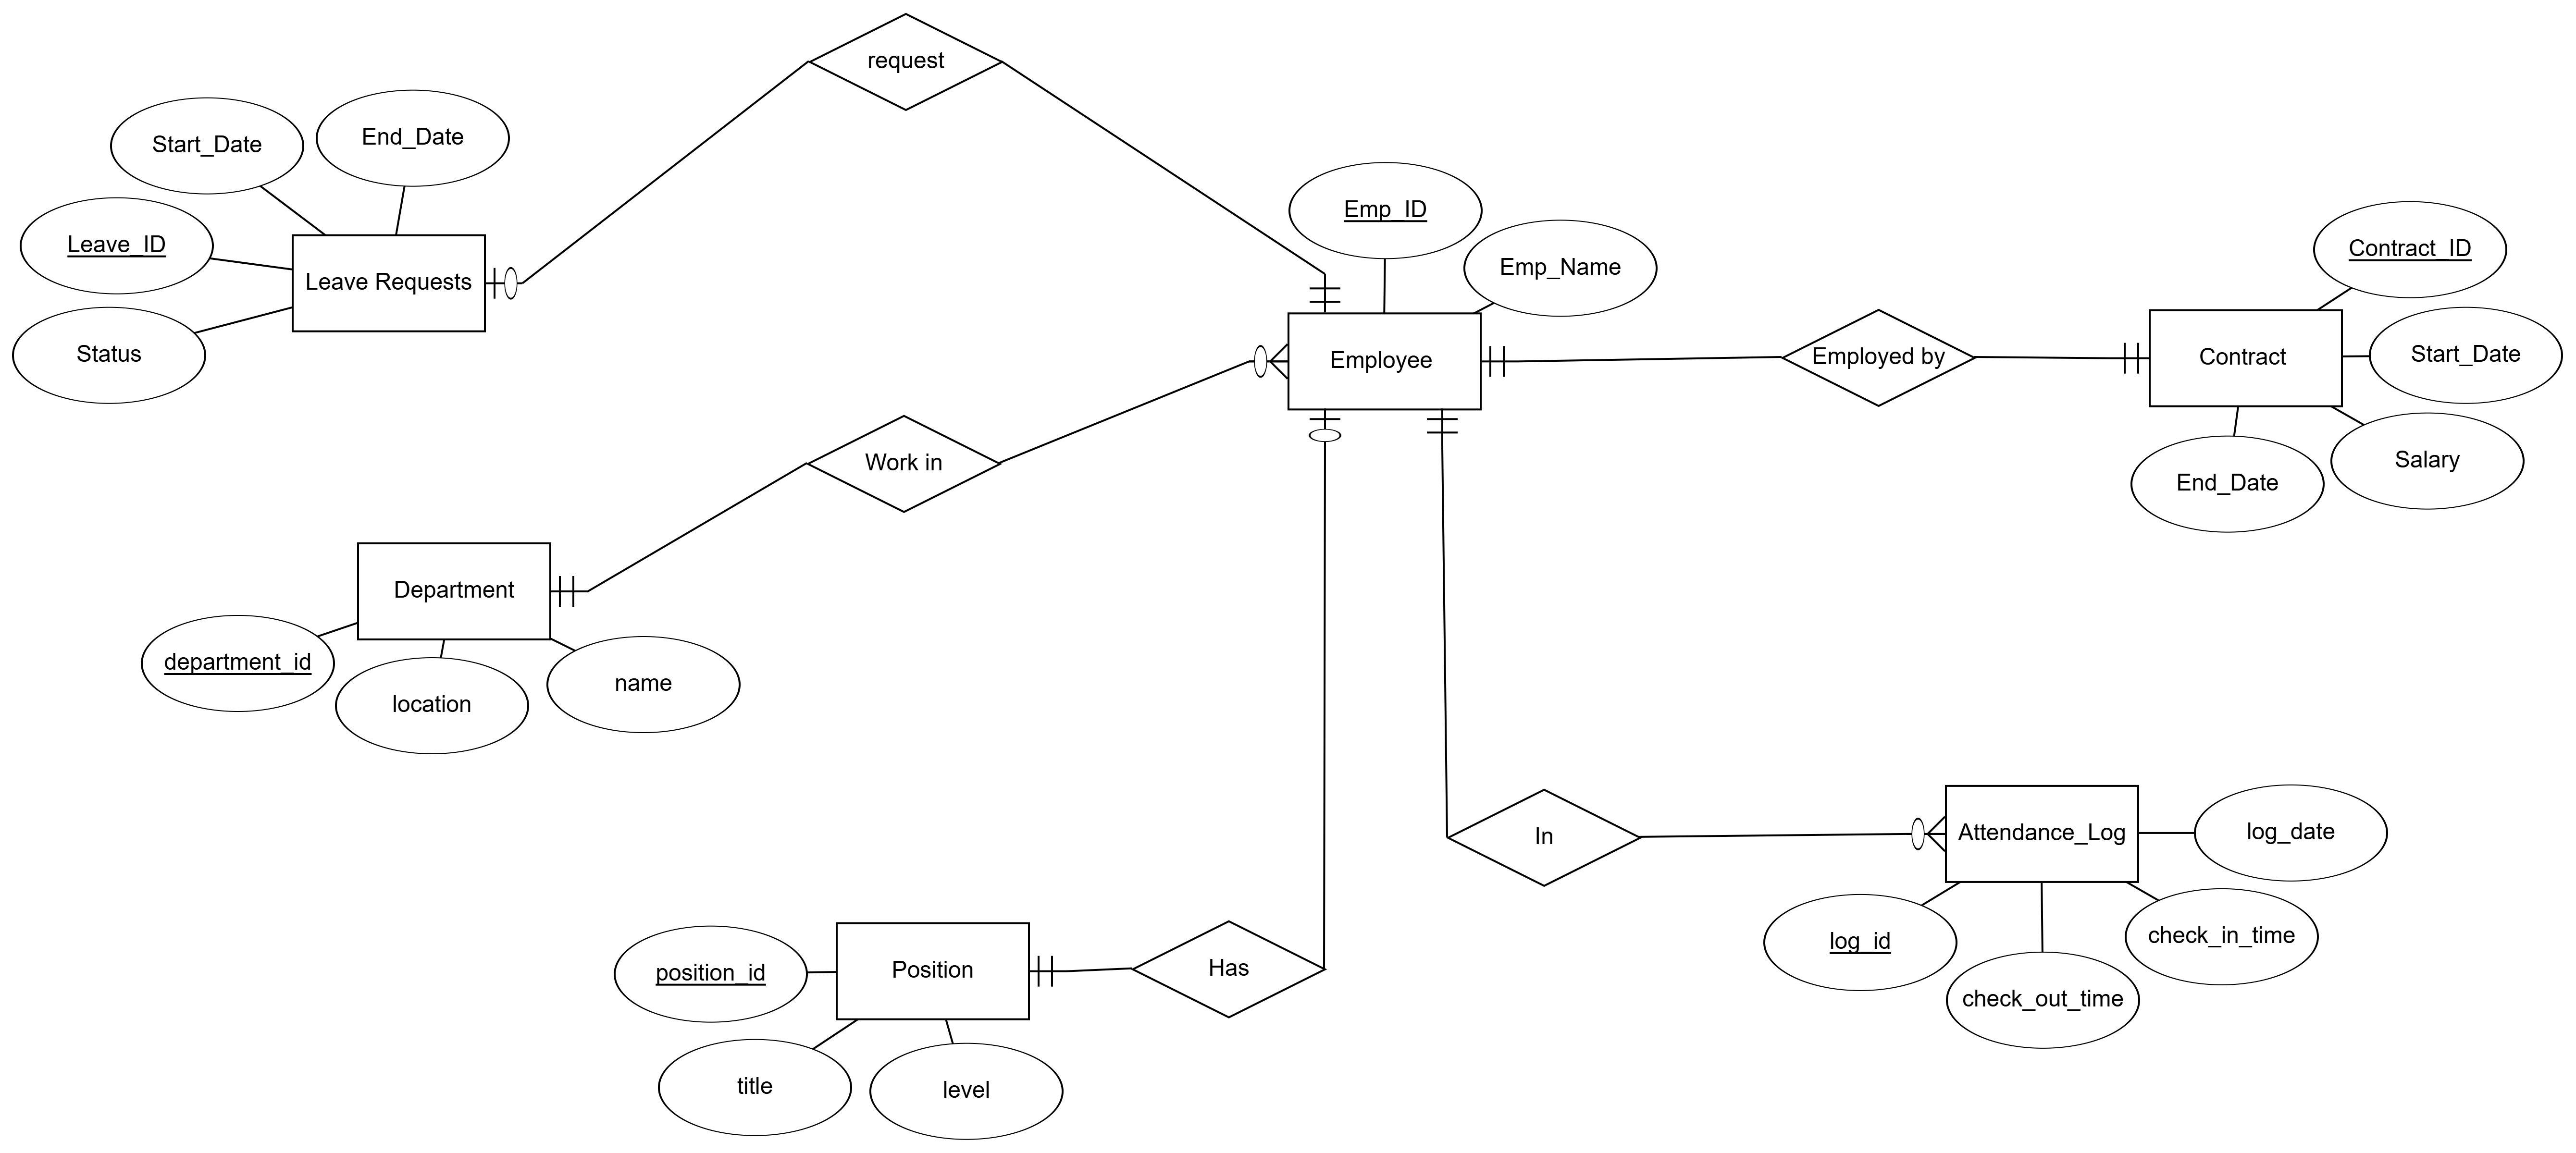 request
Start_Date
End_Date
Leave_ID
Leave Requests
Status
Emp_ID
Emp_Name
Employee
Employed by
Contract_ID
Contract
Start_Date
Salary
End_Date
Work in
Department
department_id
location
name
In
Attendance_Log
log_date
log_id
check_in_time
check_out_time
Position
Has
position_id
title
level